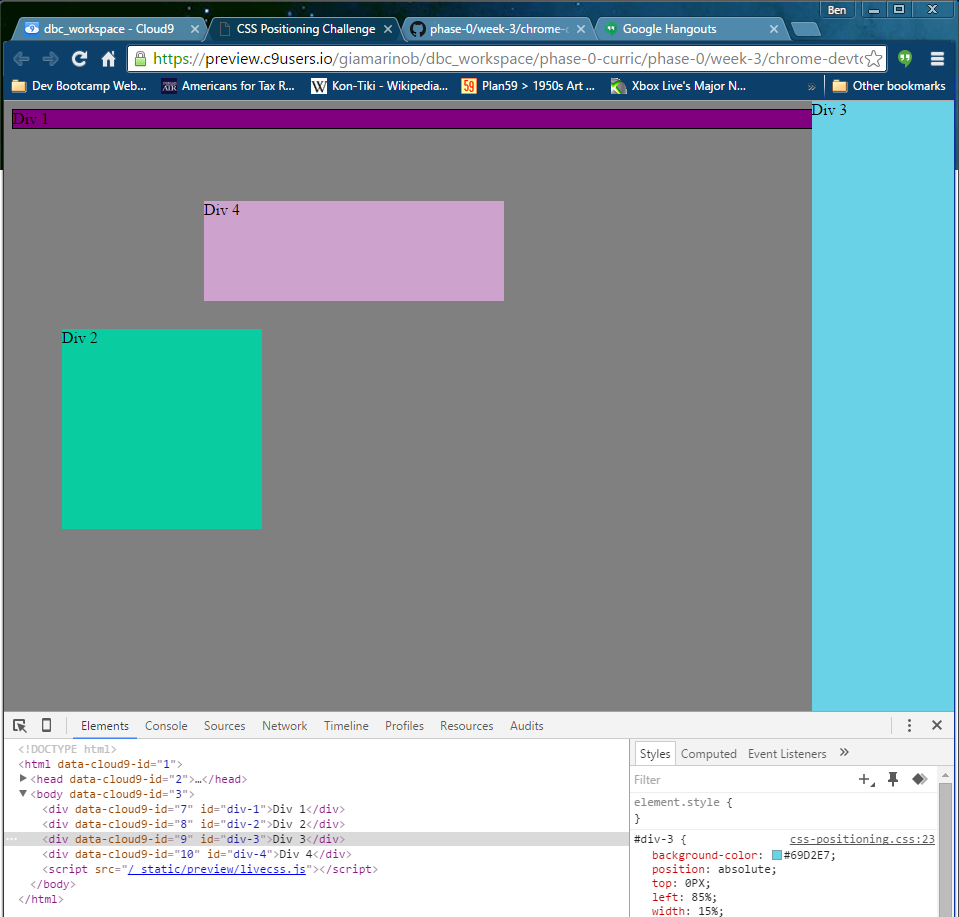 Ben
dbc_workspace - Cloud9
CSS Positioning Challenge
phase-0/week-3/chrome-
Google Hangouts
https://preview.c9users.io/giamarinob/dbc_workspace/phase-0-curric/phase-0/week-3/chrome-devto
Dev Bootcamp Web...
Americans for Tax R...
W Kon-Tiki - Wikipedia...
59 Plan59 > 1950s Art ...
Xbox Live's Major N...
»
Other bookmarks
Div 1
Div 3
Div 4
Div 2
Elements Console Sources Network Timeline Profiles Resources Audits
<!DOCTYPE html>
<html data-cloud9-id="1">
<head data-cloud9-id="2">…</head>
<body data-cloud9-id="3">
<div data-cloud9-id="7" id="div-1">Div 1</div>
<div data-cloud9-id="8" id="div-2">Div 2</div>
<div data-cloud9-id="9" id="div-3">Div 3</div>
<div data-cloud9-id="10" id="div-4">Div 4</div>
<script src="/_static/preview/livecss.js"></script>
</body>
</html>
Styles Computed Event Listeners »
Filter
element.style {
}
#div-3 { css-positioning.css:23
background-color: #69D2E7;
position: absolute;
top: 0PX;
left: 85%;
width: 15%;